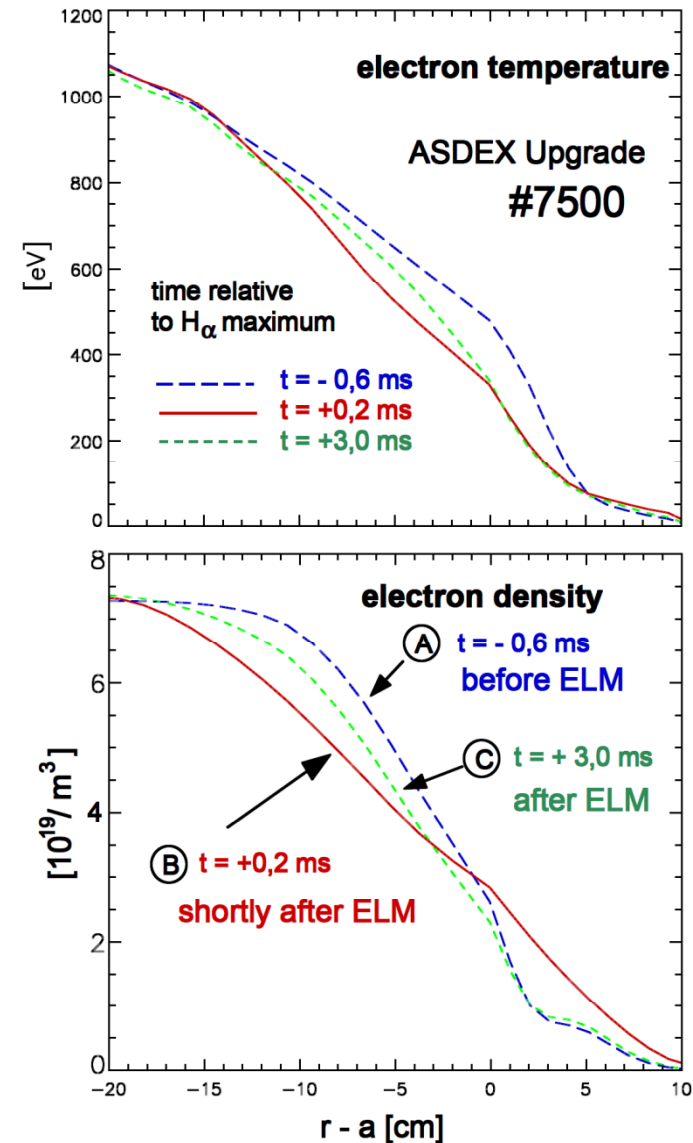 1200
1000
800
600
400
200
0
[eV]
electron temperature
ASDEX Upgrade
#7500
time relative
to Hα maximum
t = - 0,6 ms
t = +0,2 ms
t = +3,0 ms
8
6
4
2
0
[10^19/ m^3]
electron density
A t = - 0,6 ms
before ELM
C t = + 3,0 ms
after ELM
B t = +0,2 ms
shortly after ELM
−20 −15 −10 −5 0 5 10
r - a [cm]